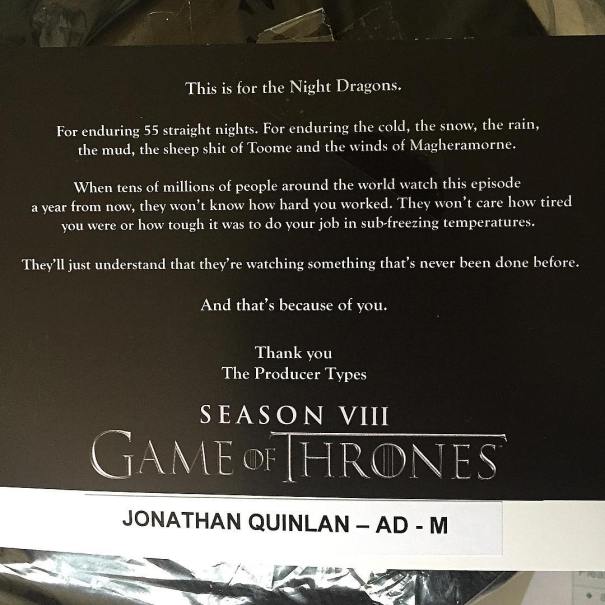 This is for the Night Dragons.
For enduring 55 straight nights. For enduring the cold, the snow, the rain,
the mud, the sheep shit of Toome and the winds of Magheramorne.
When tens of millions of people around the world watch this episode
a year from now, they won't know how hard you worked. They won't care how tired
you were or how tough it was to do your job in sub-freezing temperatures.
They'll just understand that they're watching something that's never been done before.
And that's because of you.
Thank you
The Producer Types
SEASON VIII
GAME OF THRONES
JONATHAN QUINLAN – AD - M